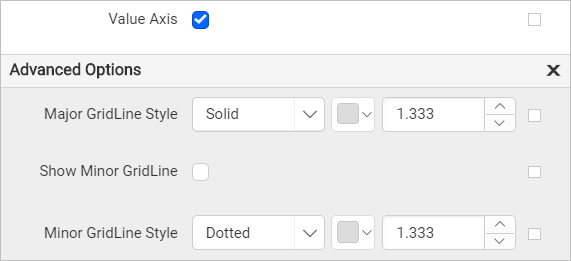 Value Axis
Advanced Options
Major GridLine Style Solid 1.333
Show Minor GridLine
Minor GridLine Style Dotted 1.333